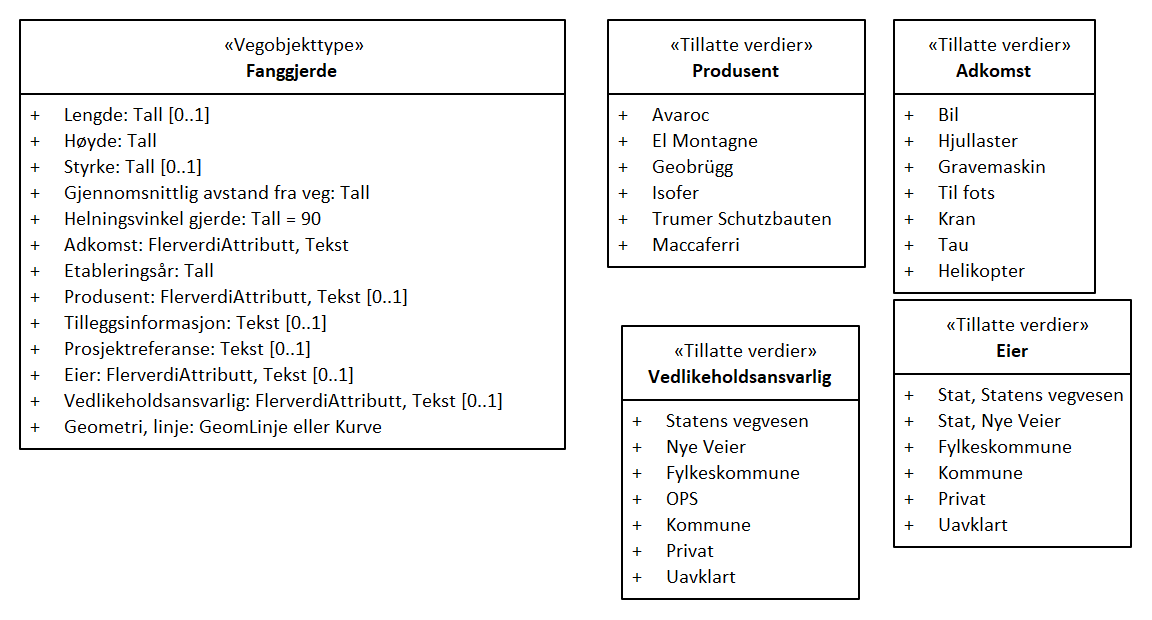 «Vegobjekttype»
Fanggjerde
+ Lengde: Tall [0..1]
+ Høyde: Tall
+ Styrke: Tall [0..1]
+ Gjennomsnittlig avstand fra veg: Tall
+ Helningsvinkel gjerde: Tall = 90
+ Adkomst: FlerverdiAttributt, Tekst
+ Etableringsår: Tall
+ Produsent: FlerverdiAttributt, Tekst [0..1]
+ Tilleggsinformasjon: Tekst [0..1]
+ Prosjektreferanse: Tekst [0..1]
+ Eier: FlerverdiAttributt, Tekst [0..1]
+ Vedlikeholdsansvarlig: FlerverdiAttributt, Tekst [0..1]
+ Geometri, linje: GeomLinje eller Kurve
«Tillatte verdier»
Produsent
+ Avaroc
+ El Montagne
+ Geobrügg
+ Isofer
+ Trumer Schutzbauten
+ Maccaferri
«Tillatte verdier»
Adkomst
+ Bil
+ Hjullaster
+ Gravemaskin
+ Til fots
+ Kran
+ Tau
+ Helikopter
«Tillatte verdier»
Vedlikeholdsansvarlig
+ Statens vegvesen
+ Nye Veier
+ Fylkeskommune
+ OPS
+ Kommune
+ Privat
+ Uavklart
«Tillatte verdier»
Eier
+ Stat, Statens vegvesen
+ Stat, Nye Veier
+ Fylkeskommune
+ Kommune
+ Privat
+ Uavklart